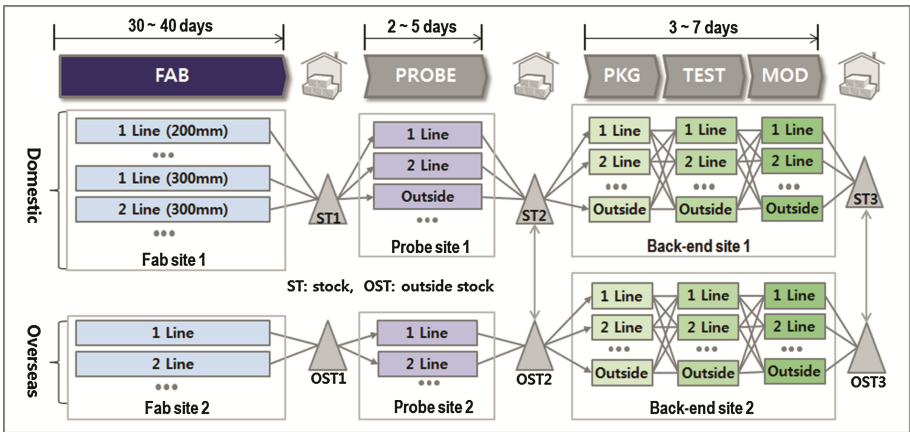 30 ~ 40 days
2 ~ 5 days
3 ~ 7 days
FAB
PROBE
PKG
TEST
MOD
Domestic
1 Line (200mm)
•••
1 Line (300mm)
2 Line (300mm)
•••
Fab site 1
ST1
1 Line
2 Line
Outside
•••
Probe site 1
ST2
1 Line
1 Line
1 Line
2 Line
2 Line
2 Line
•••
•••
•••
Outside
Outside
Outside
Back-end site 1
ST3
ST: stock, OST: outside stock
Overseas
1 Line
2 Line
•••
Fab site 2
OST1
1 Line
2 Line
•••
Probe site 2
OST2
1 Line
1 Line
1 Line
2 Line
2 Line
2 Line
•••
•••
•••
Outside
Outside
Outside
Back-end site 2
OST3